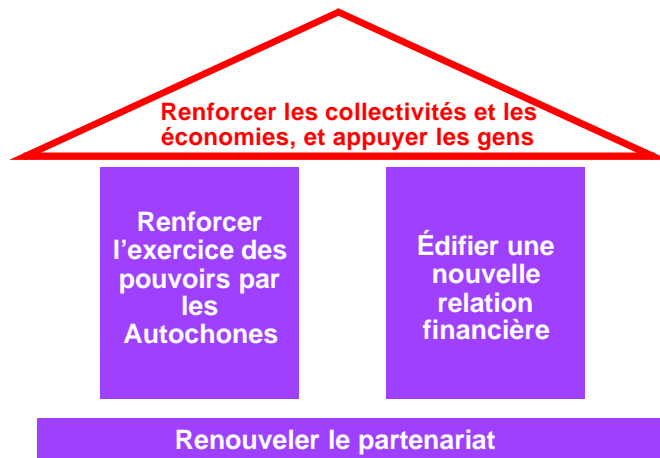 Renforcer les collectivités et les
économies, et appuyer les gens
Renforcer
l’exercice des
pouvoirs par
les
Autochones
Édifier une
nouvelle
relation
financière
Renouveler le partenariat